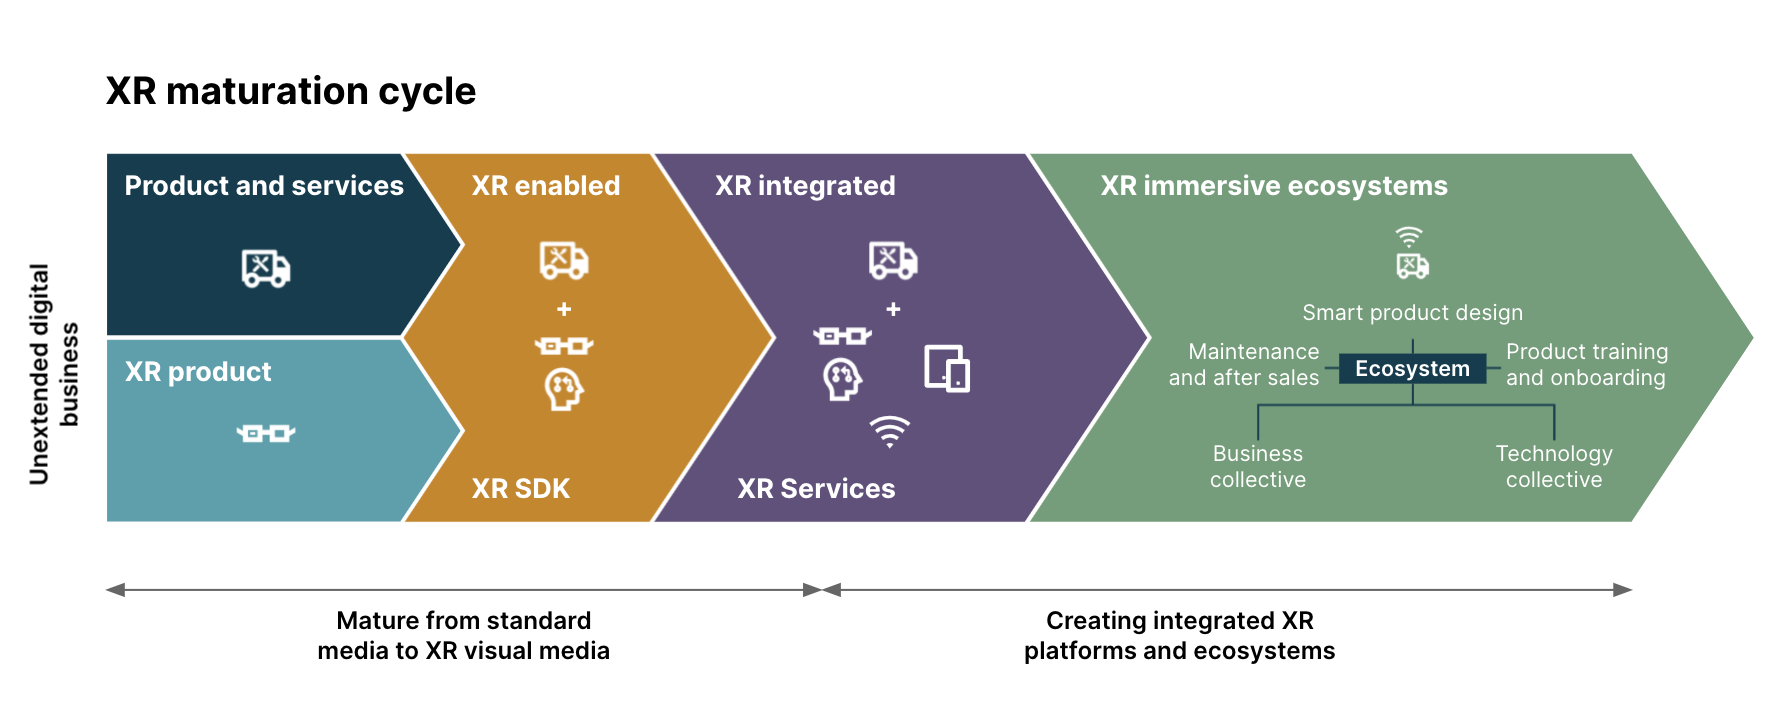 XR maturation cycle
Unextended digital
business
Product and services
XR product
XR enabled
+
XR SDK
XR integrated
+
XR Services
XR immersive ecosystems
Smart product design
Maintenance
and after sales
Ecosystem
Product training
and onboarding
Business
collective
Technology
collective
Mature from standard
media to XR visual media
Creating integrated XR
platforms and ecosystems